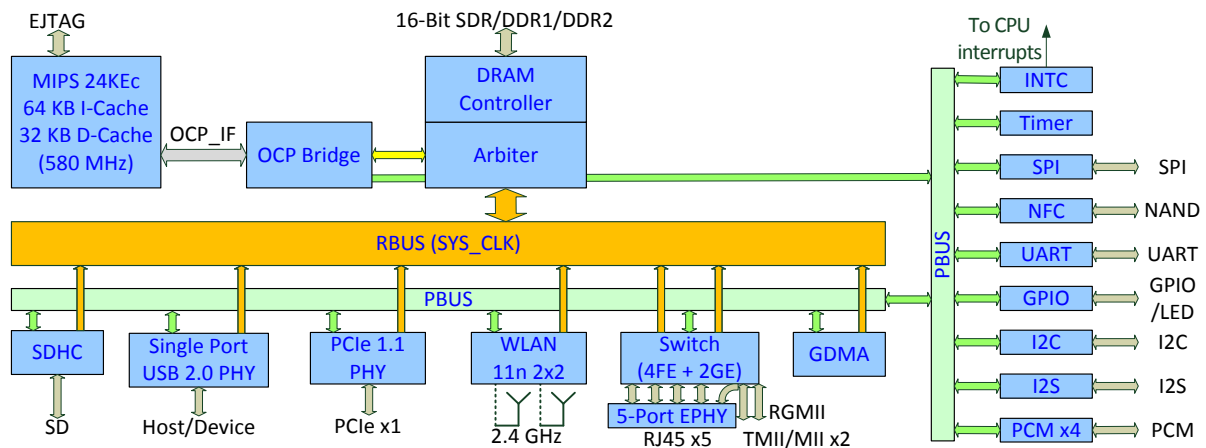 EJTAG
16-Bit SDR/DDR1/DDR2
To CPU
interrupts
MIPS 24KEc
64 KB I-Cache
32 KB D-Cache
(580 MHz)
OCP_IF
OCP Bridge
DRAM
Controller
Arbiter
RBUS (SYS_CLK)
PBUS
SDHC
Single Port
USB 2.0 PHY
PCIe 1.1
PHY
WLAN
11n 2x2
Switch
(4FE + 2GE)
GDMA
5-Port EPHY
SD
Host/Device
PCIe x1
2.4 GHz
RJ45 x5
RGMII
TMII/MII x2
PBUS
INTC
Timer
SPI
SPI
NFC
NAND
UART
UART
GPIO
GPIO
/LED
I2C
I2C
I2S
I2S
PCM x4
PCM